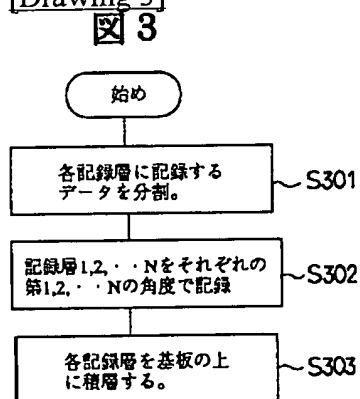 [Drawing 3]
図 3
始め
各記録層に記録する
データを分割。
S301
記録層1,2,・・Nをそれぞれの
第1,2,・・Nの角度で記録
S302
各記録層を基板の上
に積層する。
S303